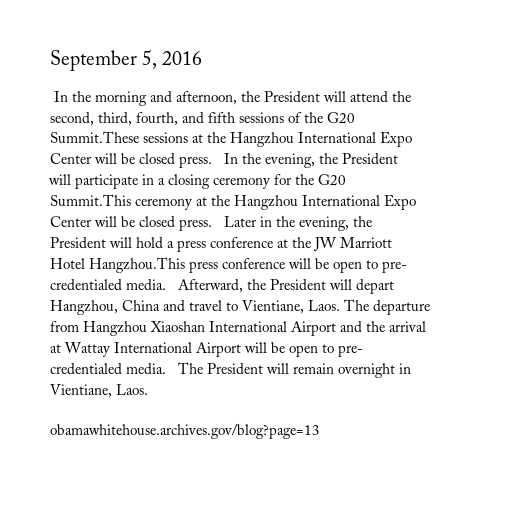 September 5, 2016
In the morning and afternoon, the President will attend the
second, third, fourth, and fifth sessions of the G20
Summit.These sessions at the Hangzhou International Expo
Center will be closed press.   In the evening, the President
will participate in a closing ceremony for the G20
Summit.This ceremony at the Hangzhou International Expo
Center will be closed press.   Later in the evening, the
President will hold a press conference at the JW Marriott
Hotel Hangzhou.This press conference will be open to pre-
credentialed media.   Afterward, the President will depart
Hangzhou, China and travel to Vientiane, Laos. The departure
from Hangzhou Xiaoshan International Airport and the arrival
at Wattay International Airport will be open to pre-
credentialed media.   The President will remain overnight in
Vientiane, Laos.
obamawhitehouse.archives.gov/blog?page=13